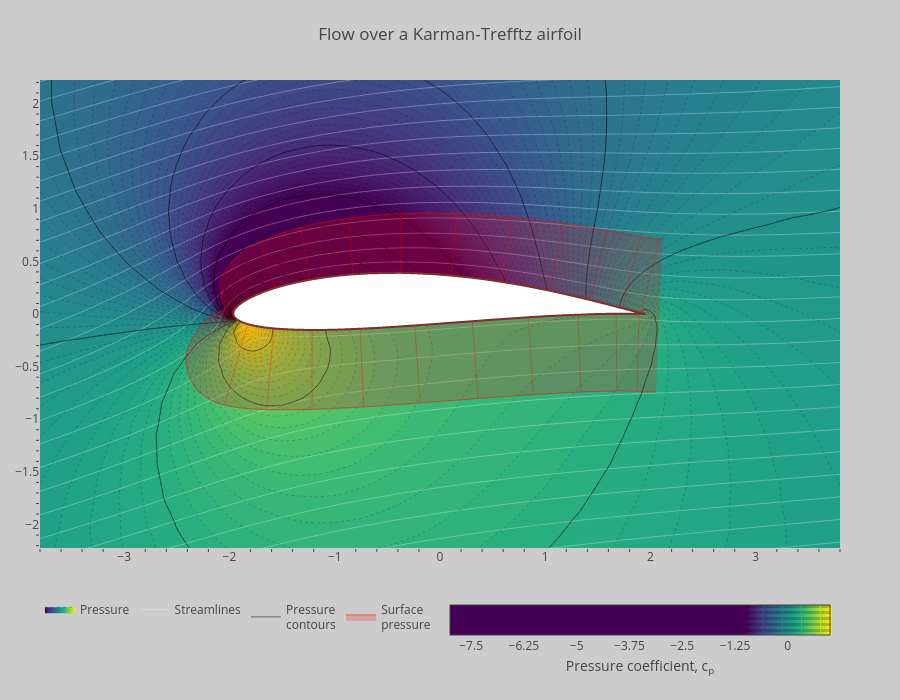 Flow over a Karman-Trefftz airfoil
2
1.5
1
0.5
0
−0.5
−1
−1.5
−2
−3
−2
−1
0
1
2
3
Pressure
Streamlines
Pressure
contours
Surface
pressure
−7.5
−6.25
−5
−3.75
−2.5
−1.25
0
Pressure coefficient, cp